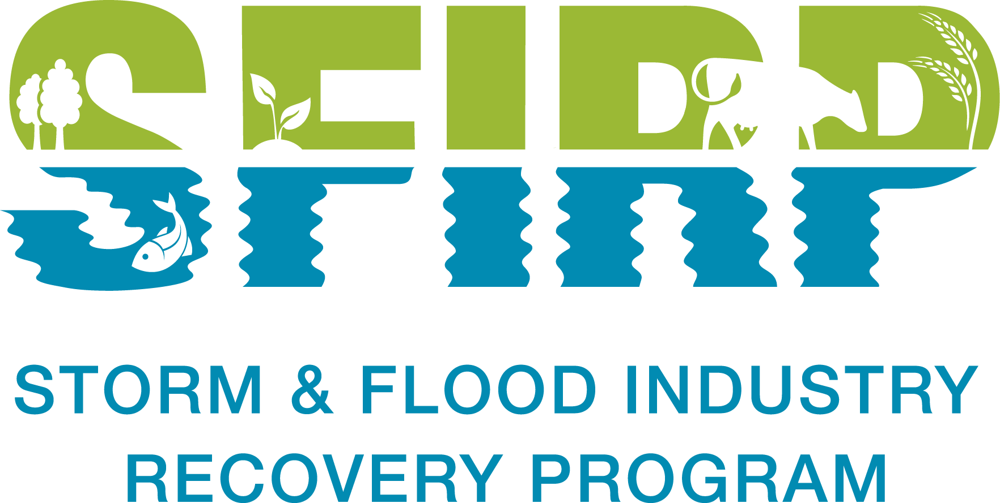 SFIRP
STORM & FLOOD INDUSTRY
RECOVERY PROGRAM